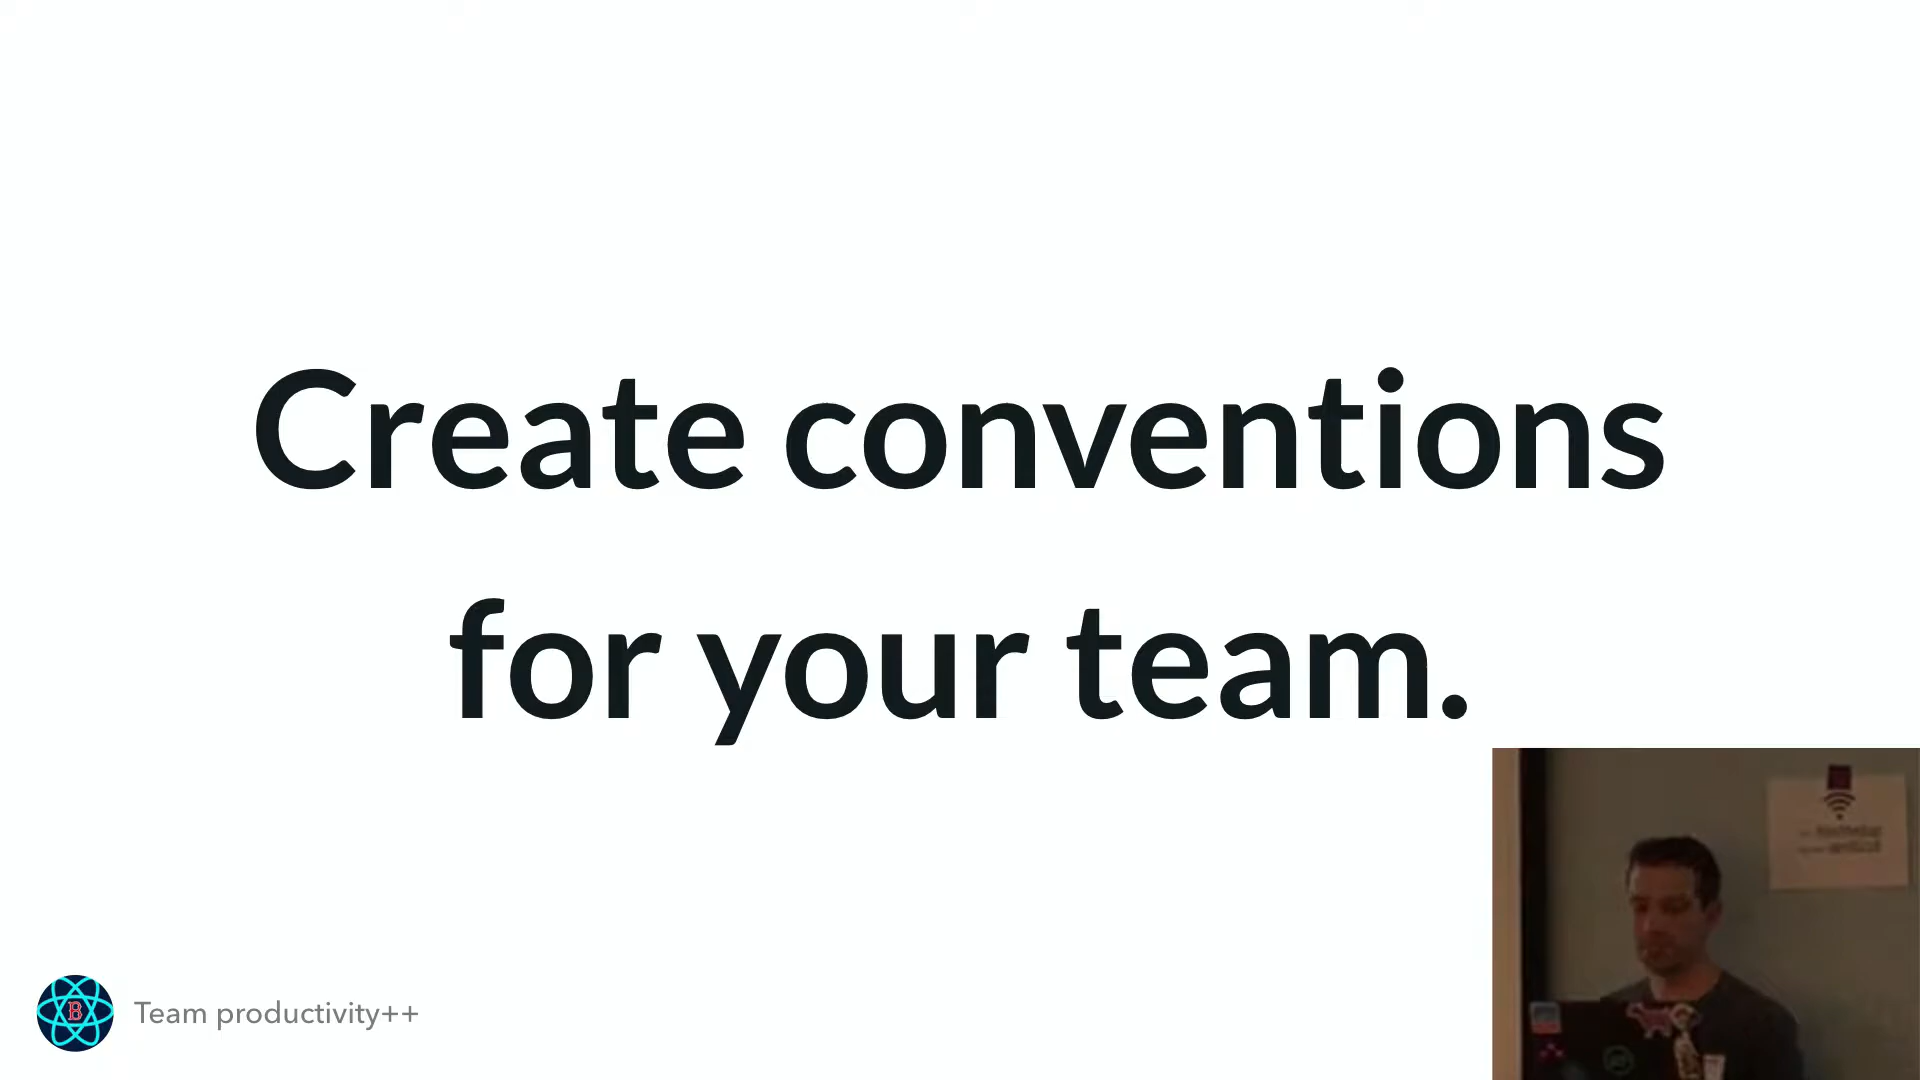 Create conventions
for your team.
B
Team productivity++